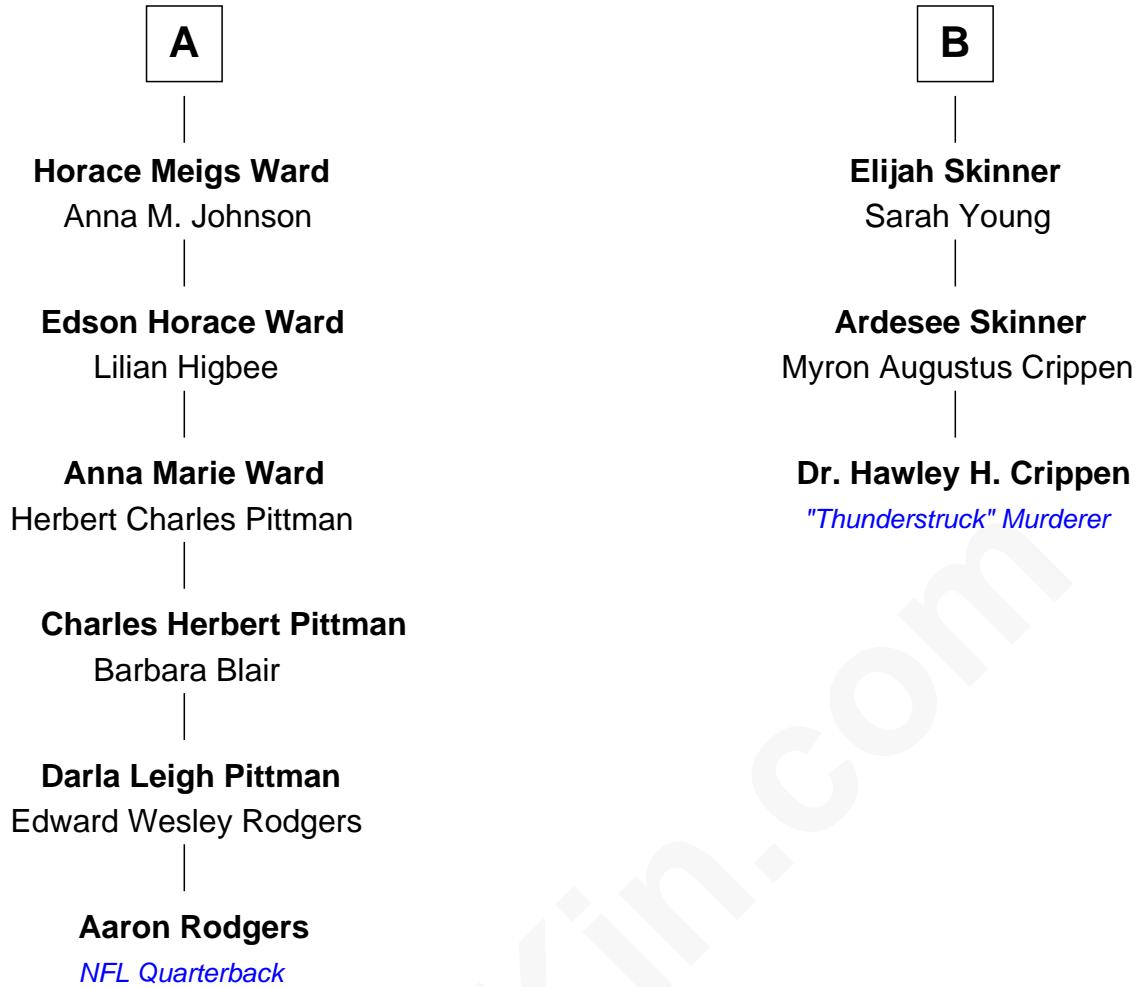 A
Horace Meigs Ward
Anna M. Johnson
Edson Horace Ward
Lilian Higbee
Anna Marie Ward
Herbert Charles Pittman
Charles Herbert Pittman
Barbara Blair
Darla Leigh Pittman
Edward Wesley Rodgers
Aaron Rodgers
NFL Quarterback
B
Elijah Skinner
Sarah Young
Ardesee Skinner
Myron Augustus Crippen
Dr. Hawley H. Crippen
"Thunderstruck" Murderer
Kin.com